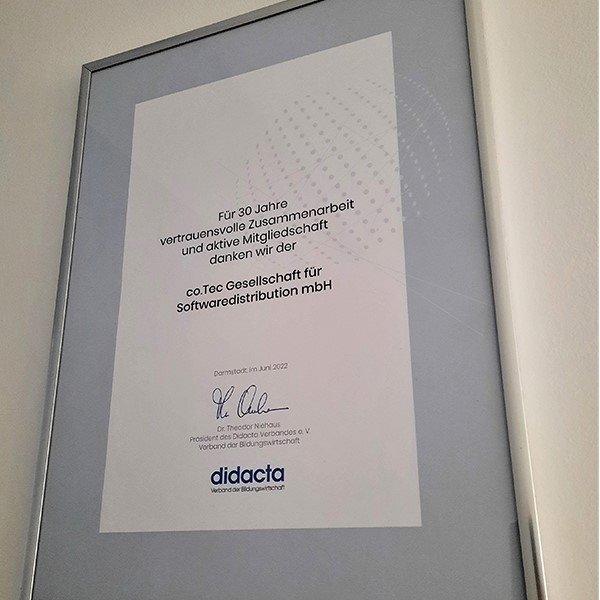 Für 30 Jahre
vertrauensvolle Zusammenarbeit
und aktive Mitgliedschaft
danken wir der
co.Tec Gesellschaft für
Softwaredistribution mbH
Darmstadt im Juni 2022
Dr. Theodor Niehaus
Präsident des Didacta Verbandes e. V.
Verband der Bildungswirtschaft
didacta
Verband der Bildungswirtschaft